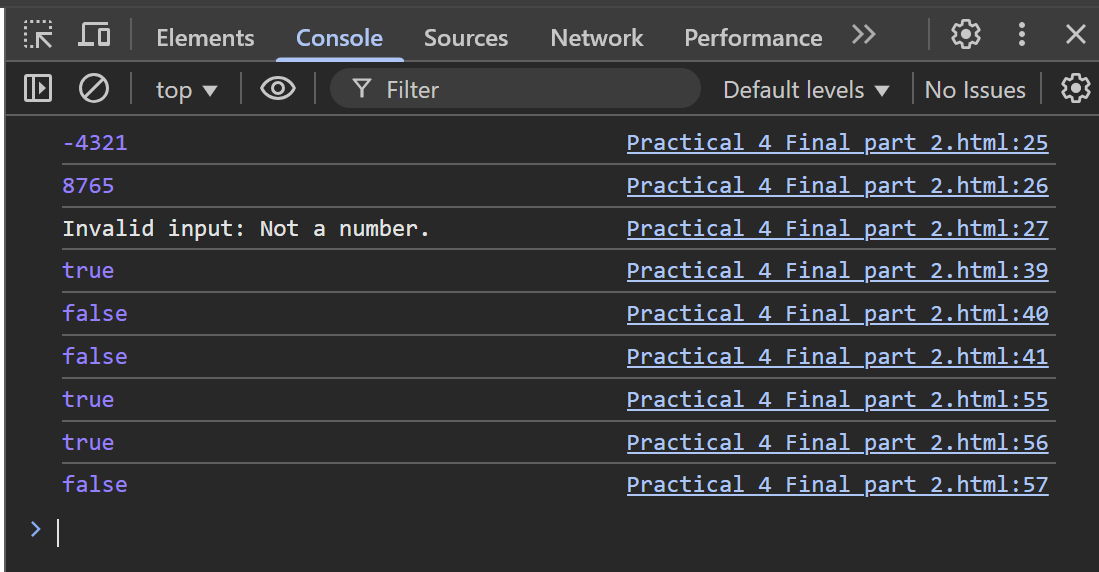 Elements Console Sources Network Performance
top Filter Default levels No Issues
-4321 Practical 4 Final part 2.html:25
8765 Practical 4 Final part 2.html:26
Invalid input: Not a number. Practical 4 Final part 2.html:27
true Practical 4 Final part 2.html:39
false Practical 4 Final part 2.html:40
false Practical 4 Final part 2.html:41
true Practical 4 Final part 2.html:55
true Practical 4 Final part 2.html:56
false Practical 4 Final part 2.html:57